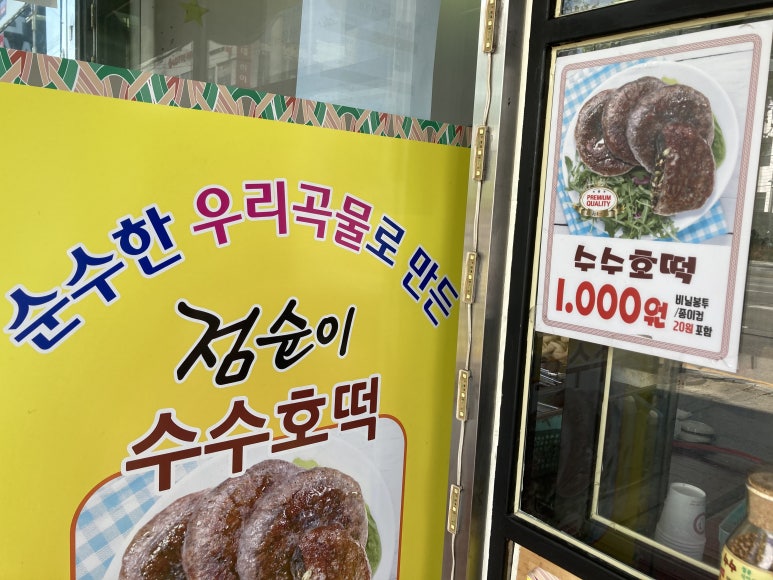 순수한 우리곡물로 만든
점순이
수수호떡
PREMIUM
QUALITY
수수호떡
1.000원
비닐봉투
/종이컵
20원 포함